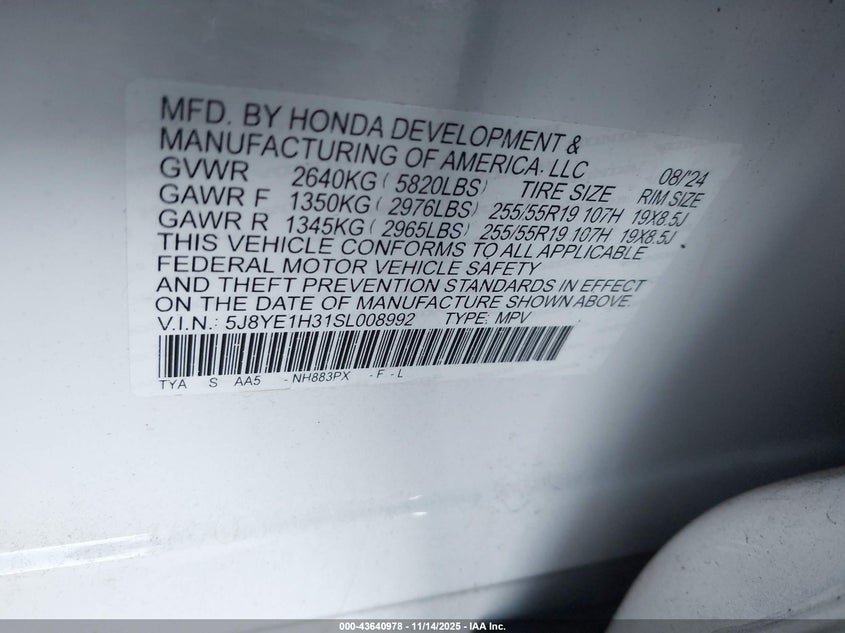 MFD. BY HONDA DEVELOPMENT &
MANUFACTURING OF AMERICA, LLC 08/'24
GVWR 2640KG ( 5820LBS) TIRE SIZE RIM SIZE
GAWR F 1350KG ( 2976LBS) 255/55R19 107H 19X8.5J
GAWR R 1345KG ( 2965LBS) 255/55R19 107H 19X8.5J
THIS VEHICLE CONFORMS TO ALL APPLICABLE
FEDERAL MOTOR VEHICLE SAFETY
AND THEFT PREVENTION STANDARDS IN EFFECT
ON THE DATE OF MANUFACTURE SHOWN ABOVE.
V.I.N.: 5J8YE1H31SL008992 TYPE: MPV
TYA S AA5 - NH883PX - F - L
000-43640978 - 11/14/2025 - IAA Inc.